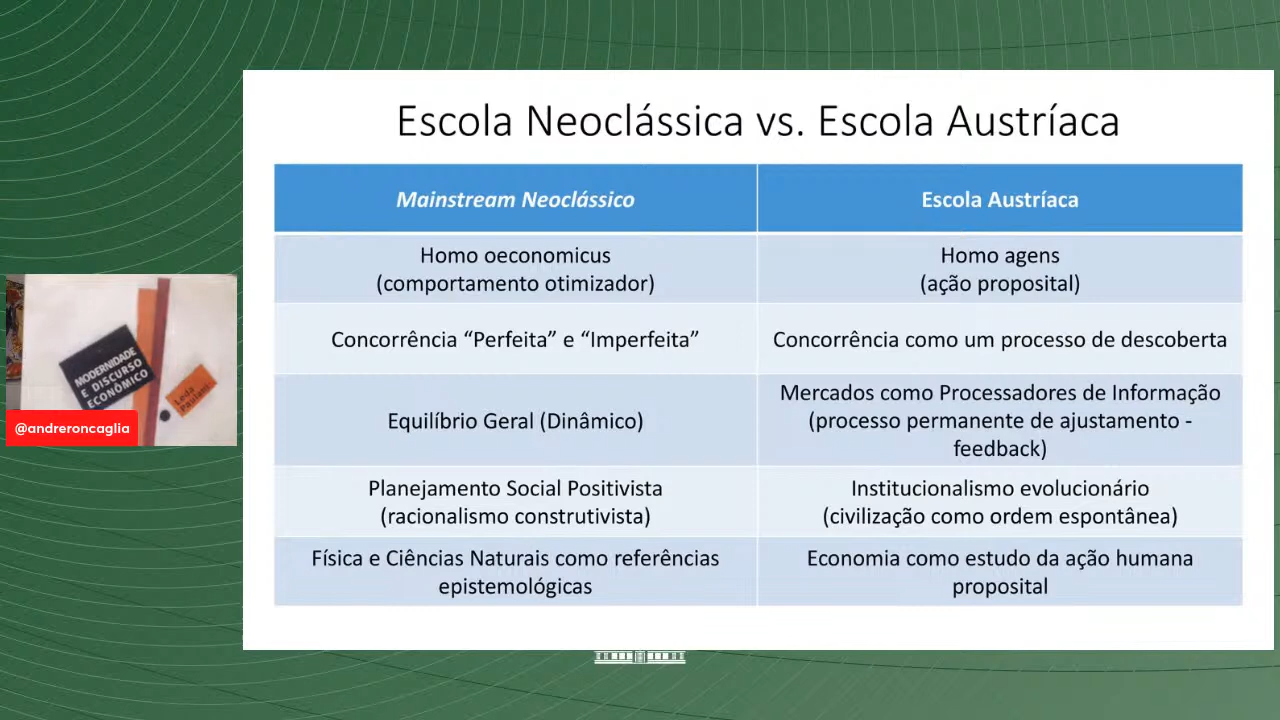 Escola Neoclássica vs. Escola Austríaca
Mainstream Neoclássico
Escola Austríaca
Homo oeconomicus
(comportamento otimizador)
Homo agens
(ação proposital)
Concorrência “Perfeita” e “Imperfeita”
Concorrência como um processo de descoberta
Equilíbrio Geral (Dinâmico)
Mercados como Processadores de Informação
(processo permanente de ajustamento -
feedback)
Planejamento Social Positivista
(racionalismo construtivista)
Institucionalismo evolucionário
(civilização como ordem espontânea)
Física e Ciências Naturais como referências
epistemológicas
Economia como estudo da ação humana
proposital
MODERNIDADE
E DISCURSO
ECONÔMICO
Leda
Paulani
@andreroncaglia